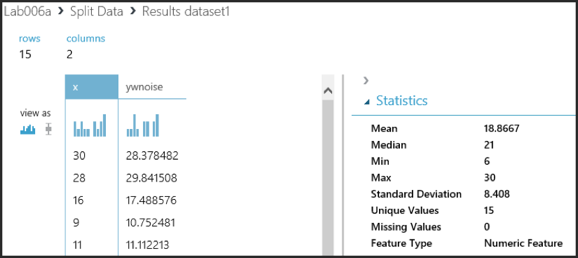 Lab006a > Split Data > Results dataset1
rows columns
15 2
x ywnoise
view as
30 28.378482
28 29.841508
16 17.488576
9 10.752481
11 11.112213
Statistics
Mean 18.8667
Median 21
Min 6
Max 30
Standard Deviation 8.408
Unique Values 15
Missing Values 0
Feature Type Numeric Feature